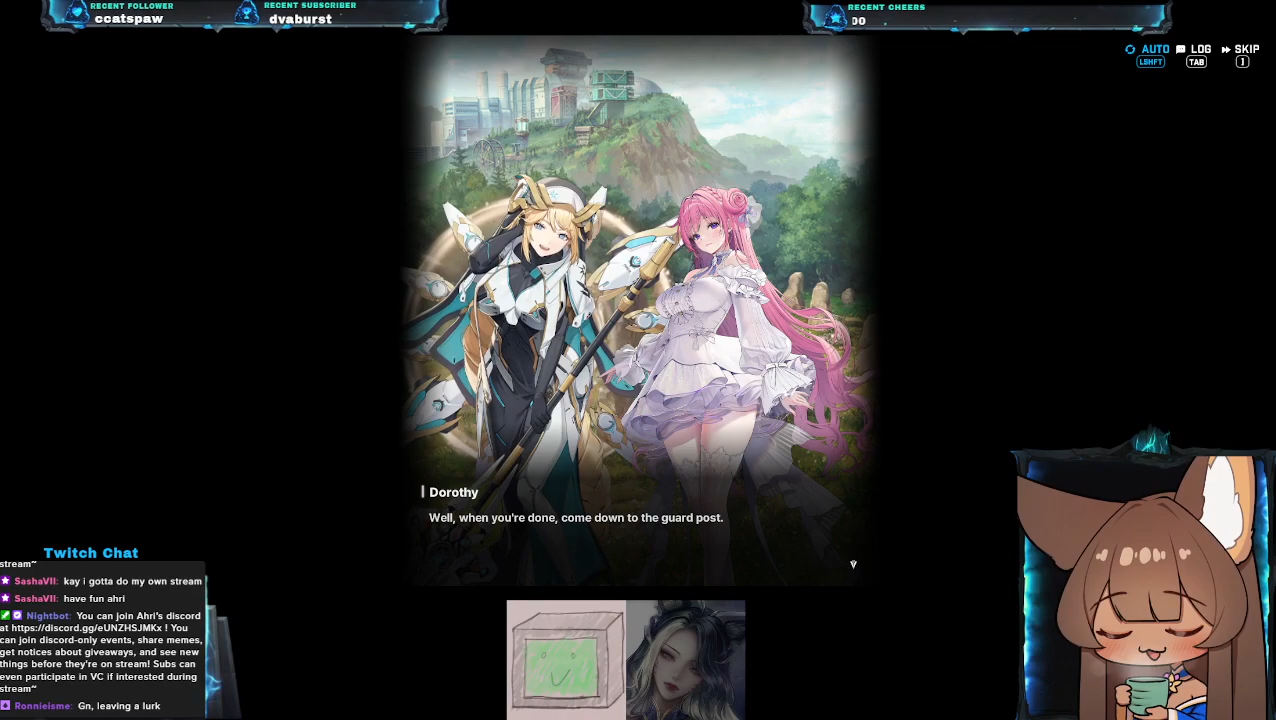 RECENT FOLLOWER
ccatspaw
RECENT SUBSCRIBER
dvaburst
RECENT CHEERS
AUTO
LOG
SKIP
LSHFT
TAB
I
Dorothy
Well, when you're done, come down to the guard post.
Twitch Chat
stream~
SashaVII: kay i gotta do my own stream
SashaVII: have fun ahri
Nightbot: You can join Ahri's discord
at https://discord.gg/eUNZHSJMKx ! You
can join discord-only events, share memes,
get notices about giveaways, and see new
things before they're on stream! Subs can
even participate in VC if interested during
stream~
Ronnieisme: Gn, leaving a lurk